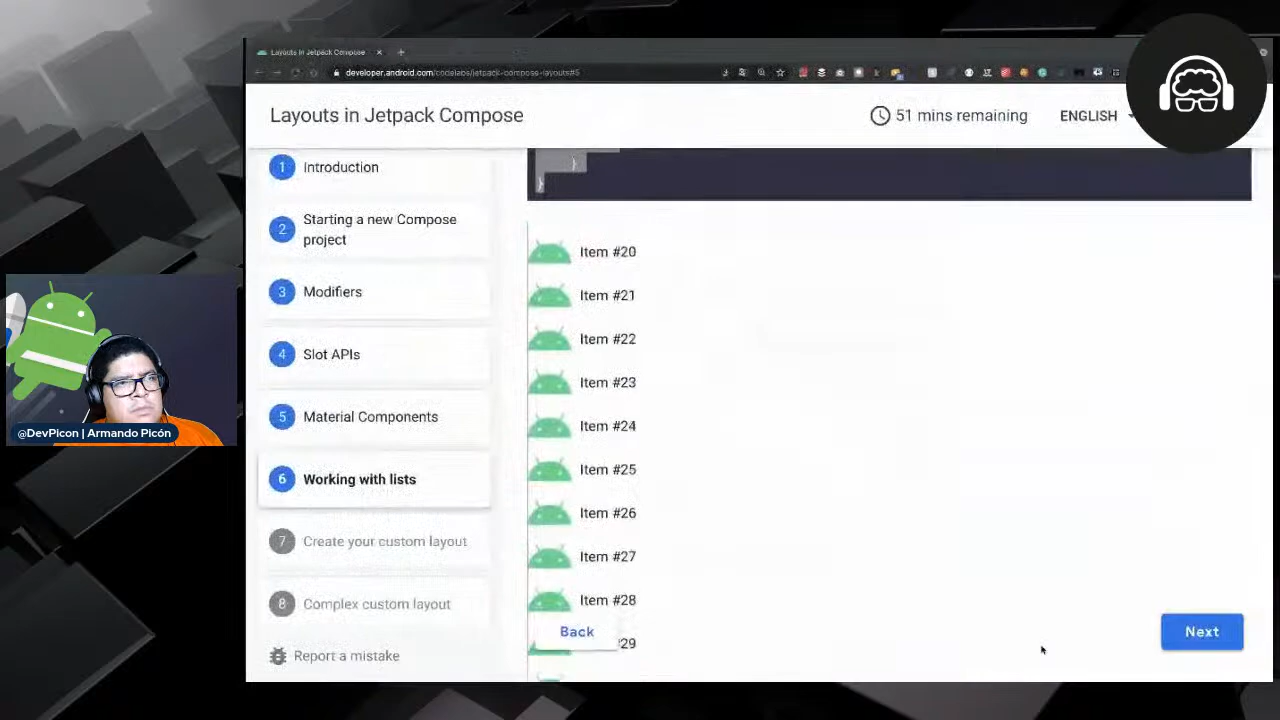 Layouts in Jetpack Compose
developer.android.com/codelabs/jetpack-compose-layouts#5
Layouts in Jetpack Compose
51 mins remaining
ENGLISH
1 Introduction
2 Starting a new Compose
project
3 Modifiers
4 Slot APIs
5 Material Components
6 Working with lists
7 Create your custom layout
8 Complex custom layout
Report a mistake
}
}
Item #20
Item #21
Item #22
Item #23
Item #24
Item #25
Item #26
Item #27
Item #28
#29
Back
Next
@DevPicon | Armando Picón